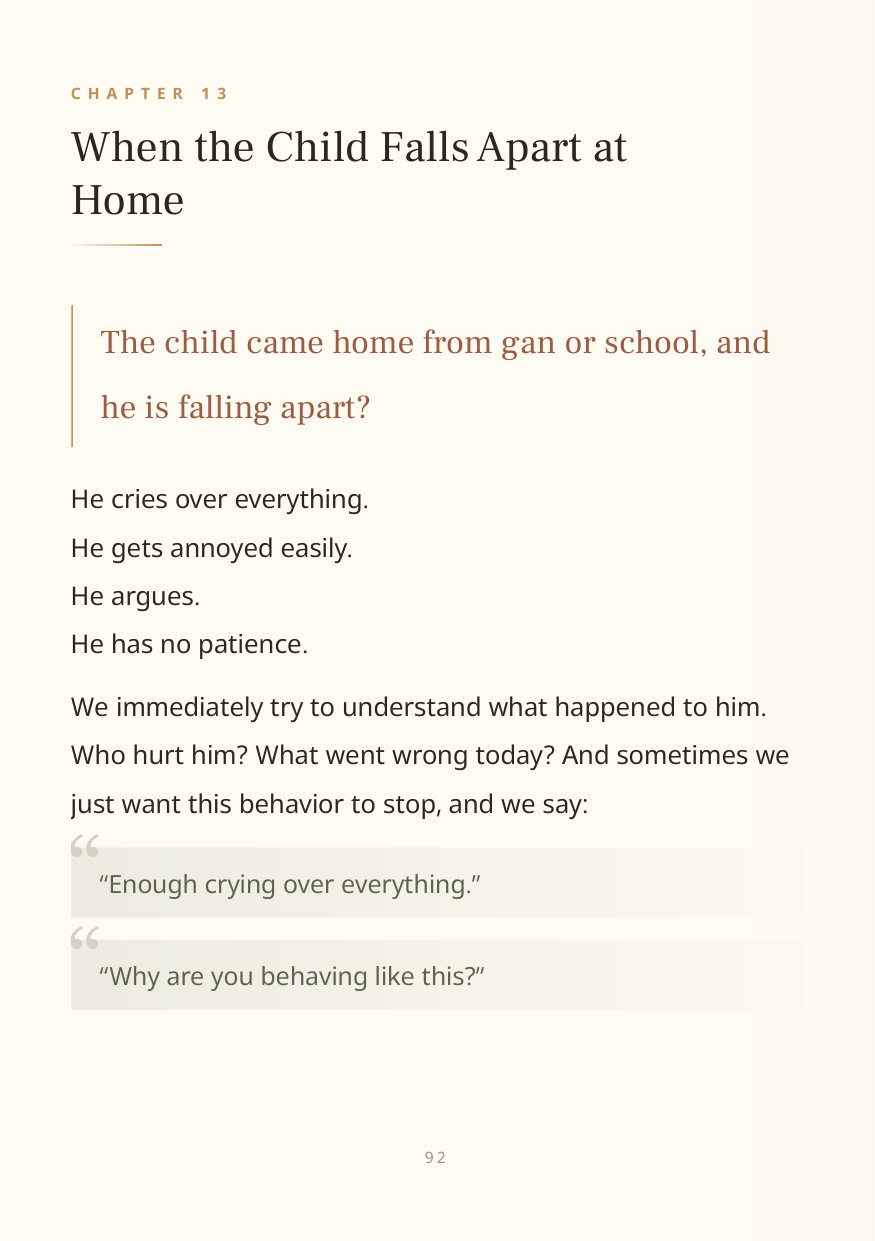 CHAPTER 13
When the Child Falls Apart at
Home
The child came home from gan or school, and
he is falling apart?
He cries over everything.
He gets annoyed easily.
He argues.
He has no patience.
We immediately try to understand what happened to him.
Who hurt him? What went wrong today? And sometimes we
just want this behavior to stop, and we say:
“
“Enough crying over everything.”
“
“Why are you behaving like this?”
92